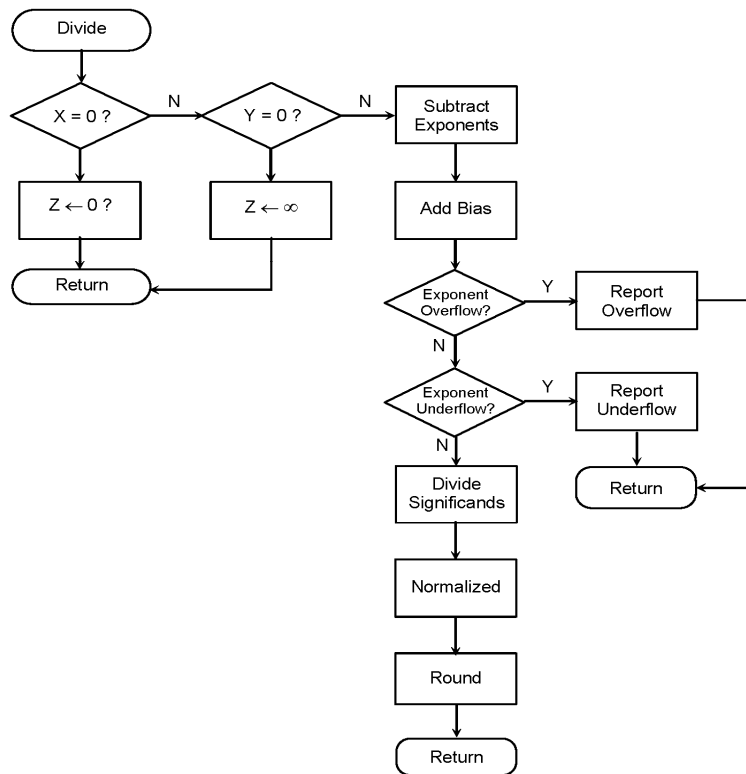 Divide
X = 0 ?
N
Y = 0 ?
N
Subtract
Exponents
Z ← 0 ?
Z ← ∞
Add Bias
Return
Exponent
Overflow?
Y
Report
Overflow
N
Exponent
Underflow?
Y
Report
Underflow
N
Divide
Significands
Return
Normalized
Round
Return